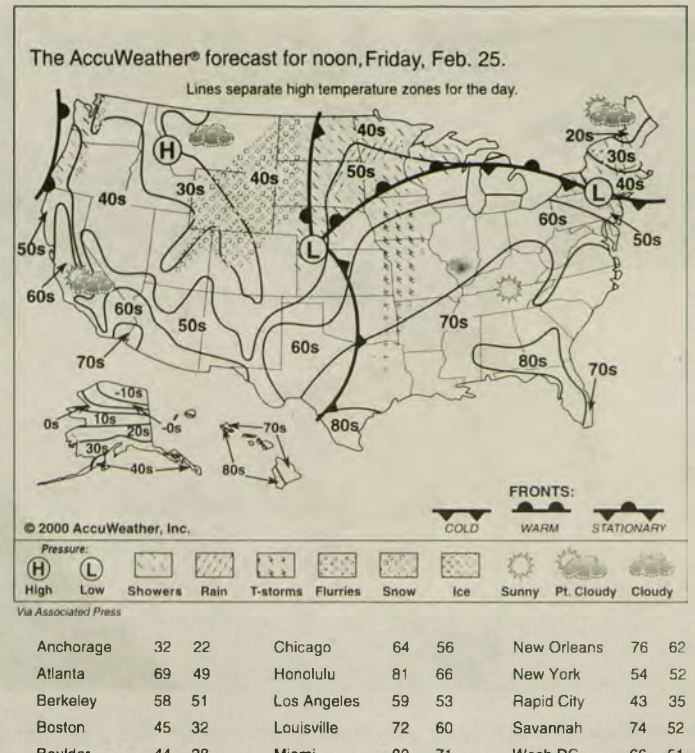 The AccuWeather® forecast for noon, Friday, Feb. 25.
Lines separate high temperature zones for the day.
H
40s
20s
30s
40s
L
50s
40s
30s
40s
50s
60s
50s
L
60s
60s
50s
70s
60s
80s
70s
70s
80s
-10s
0s
-0s
10s
20s
30s
40s
70s
80s
FRONTS:
COLD WARM STATIONARY
© 2000 AccuWeather, Inc.
Pressure:
H L
High Low Showers Rain T-storms Flurries Snow Ice Sunny Pt. Cloudy Cloudy
Via Associated Press
Anchorage 32 22 Chicago 64 56 New Orleans 76 62
Atlanta 69 49 Honolulu 81 66 New York 54 52
Berkeley 58 51 Los Angeles 59 53 Rapid City 43 35
Boston 45 32 Louisville 72 60 Savannah 74 52